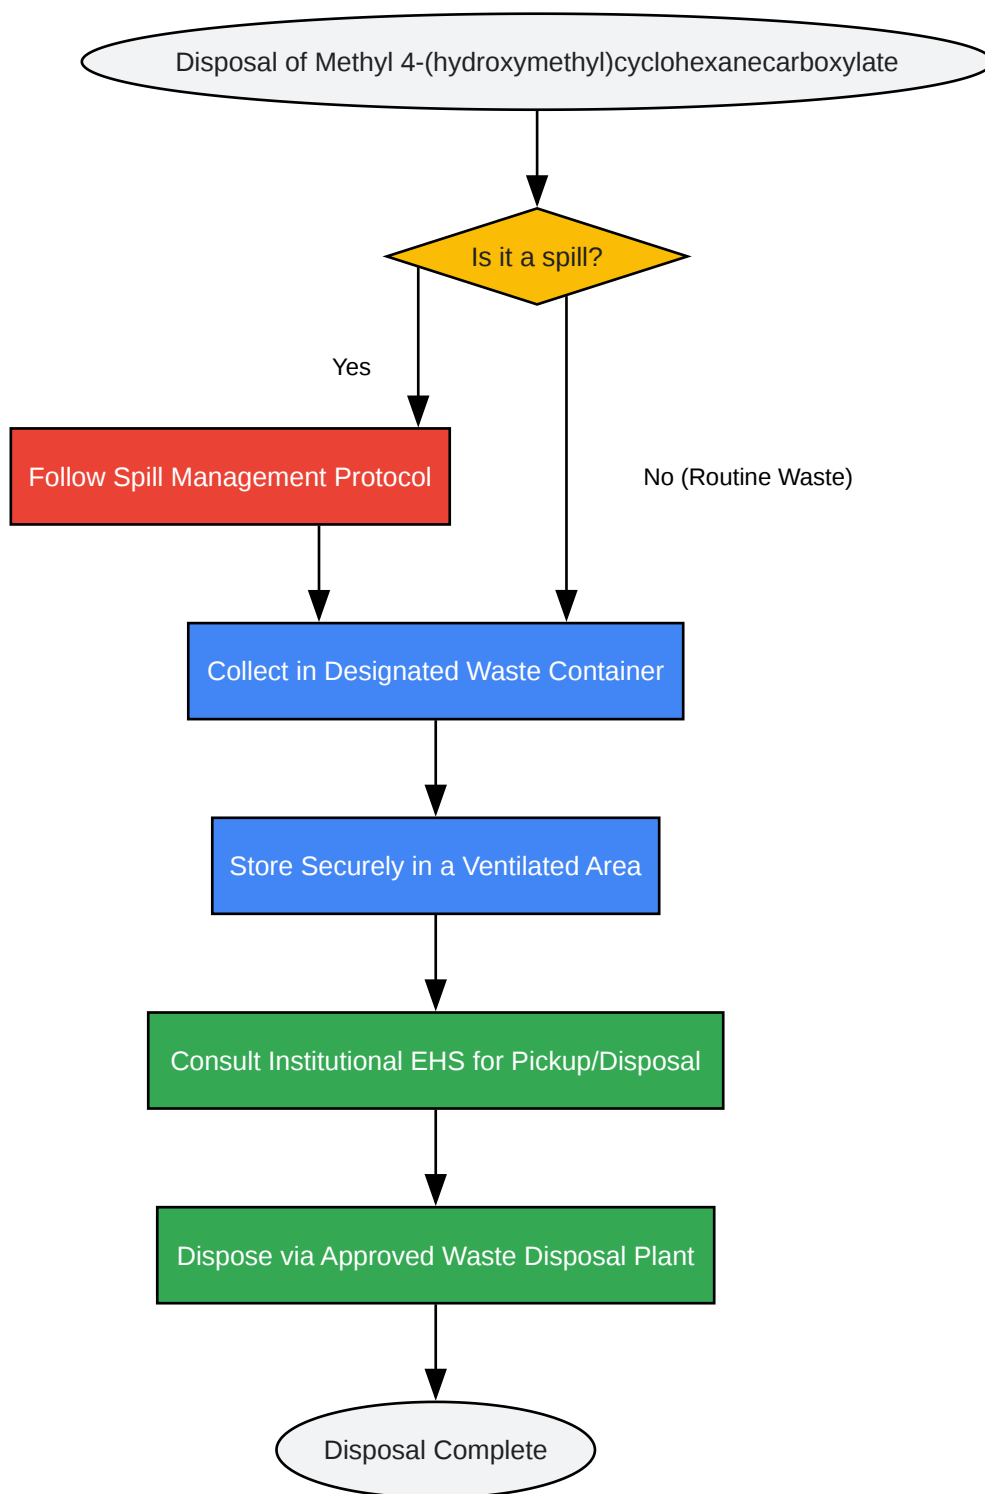 Disposal of Methyl 4-(hydroxymethyl)cyclohexanecarboxylate
Is it a spill?
Yes
Follow Spill Management Protocol
No (Routine Waste)
Collect in Designated Waste Container
Store Securely in a Ventilated Area
Consult Institutional EHS for Pickup/Disposal
Dispose via Approved Waste Disposal Plant
Disposal Complete